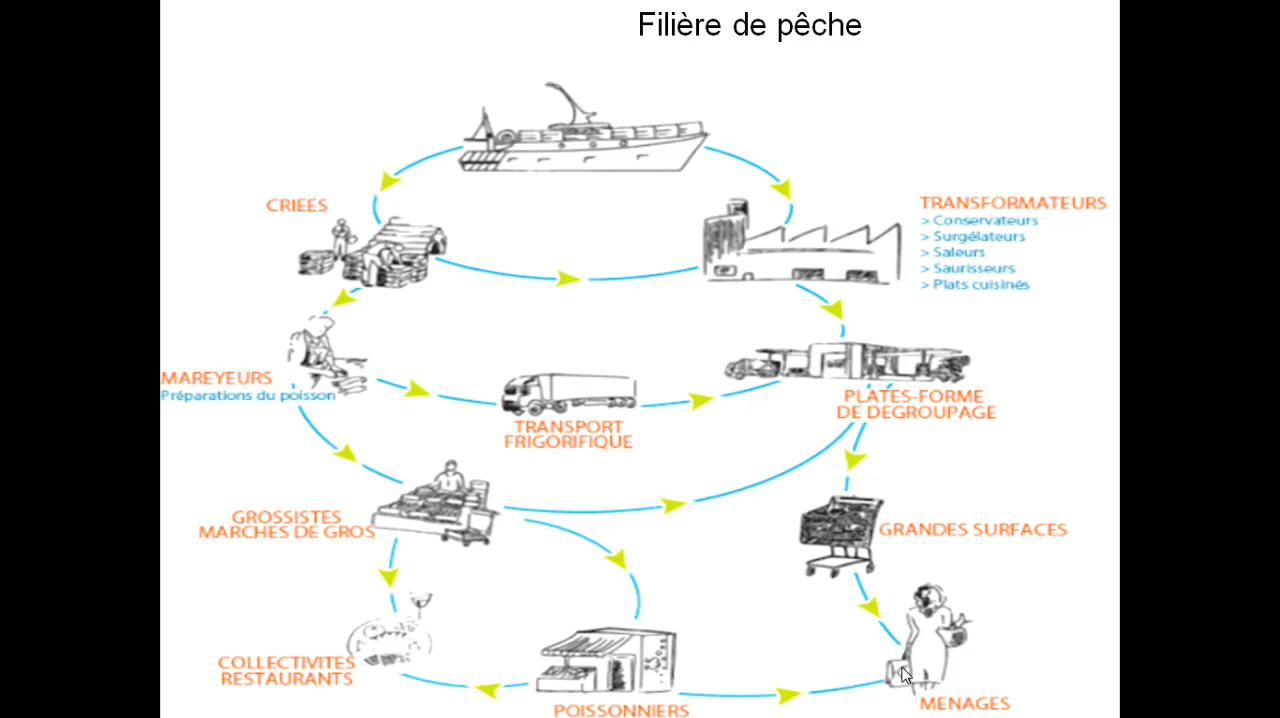 Filière de pêche
CRIEES
TRANSFORMATEURS
> Conservateurs
> Surgélateurs
> Saleurs
> Saurisseurs
> Plats cuisinés
MAREYEURS
Préparations du poisson
TRANSPORT
FRIGORIFIQUE
PLATES-FORME
DE DEGROUPAGE
GROSSISTES
MARCHES DE GROS
GRANDES SURFACES
COLLECTIVITES
RESTAURANTS
POISSONNIERS
MENAGES